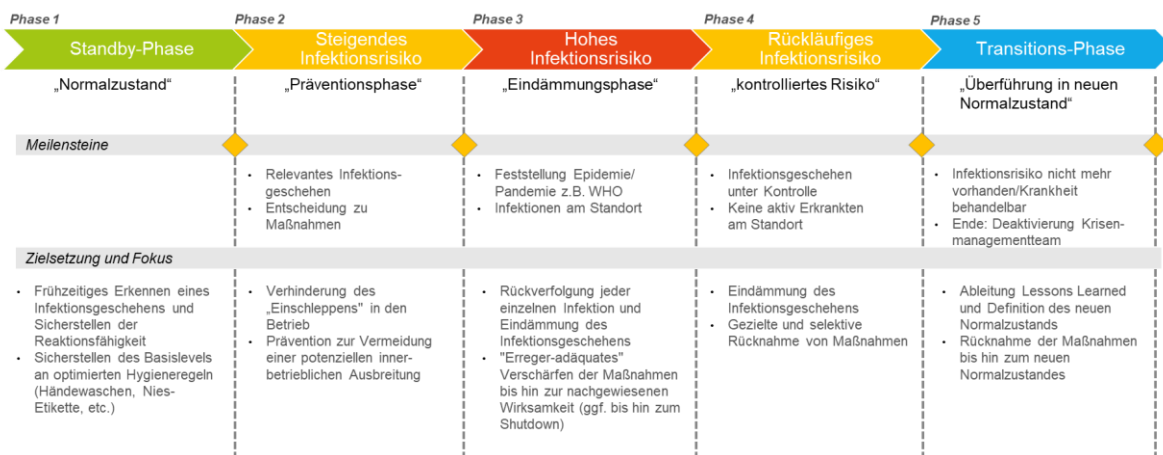 Phase 1
Phase 2
Phase 3
Phase 4
Phase 5
Standby-Phase
Steigendes
Infektionsrisiko
Hohes
Infektionsrisiko
Rückläufiges
Infektionsrisiko
Transitions-Phase
„Normalzustand“
„Präventionsphase“
„Eindämmungsphase“
„kontrolliertes Risiko“
„Überführung in neuen
Normalzustand“
Meilensteine
• Relevantes Infektions-
geschehen
• Entscheidung zu
Maßnahmen
• Feststellung Epidemie/
Pandemie z.B. WHO
• Infektionen am Standort
• Infektionsgeschehen
unter Kontrolle
• Keine aktiv Erkrankten
am Standort
• Infektionsrisiko nicht mehr
vorhanden/Krankheit
behandelbar
• Ende: Deaktivierung Krisen-
managementteam
Zielsetzung und Fokus
• Frühzeitiges Erkennen eines
Infektionsgeschehens und
Sicherstellen der
Reaktionsfähigkeit
• Sicherstellen des Basislevels
an optimierten Hygieneregeln
(Händewaschen, Nies-
Etikette, etc.)
• Verhinderung des
„Einschleppens" in den
Betrieb
• Prävention zur Vermeidung
einer potenziellen inner-
betrieblichen Ausbreitung
• Rückverfolgung jeder
einzelnen Infektion und
Eindämmung des
Infektionsgeschehens
• "Erreger-adäquates"
Verschärfen der Maßnahmen
bis hin zur nachgewiesenen
Wirksamkeit (ggf. bis hin zum
Shutdown)
• Eindämmung des
Infektionsgeschehens
• Gezielte und selektive
Rücknahme von Maßnahmen
• Ableitung Lessons Learned
und Definition des neuen
Normalzustands
• Rücknahme der Maßnahmen
bis hin zum neuen
Normalzustandes